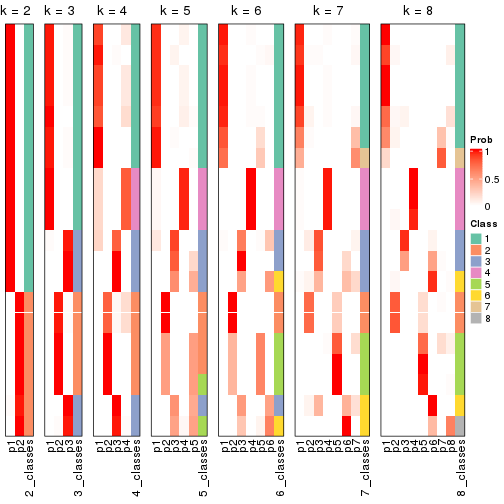 k = 2 k = 3 k = 4 k = 5 k = 6 k = 7 k = 8
Prob
1
0.5
0
Class
1
2
3
4
5
6
7
8
p1 p2 2_classes
p1 p2 p3 3_classes
p1 p2 p3 p4 4_classes
p1 p2 p3 p4 p5 5_classes
p1 p2 p3 p4 p5 p6 6_classes
p1 p2 p3 p4 p5 p6 p7 7_classes
p1 p2 p3 p4 p5 p6 p7 p8 8_classes